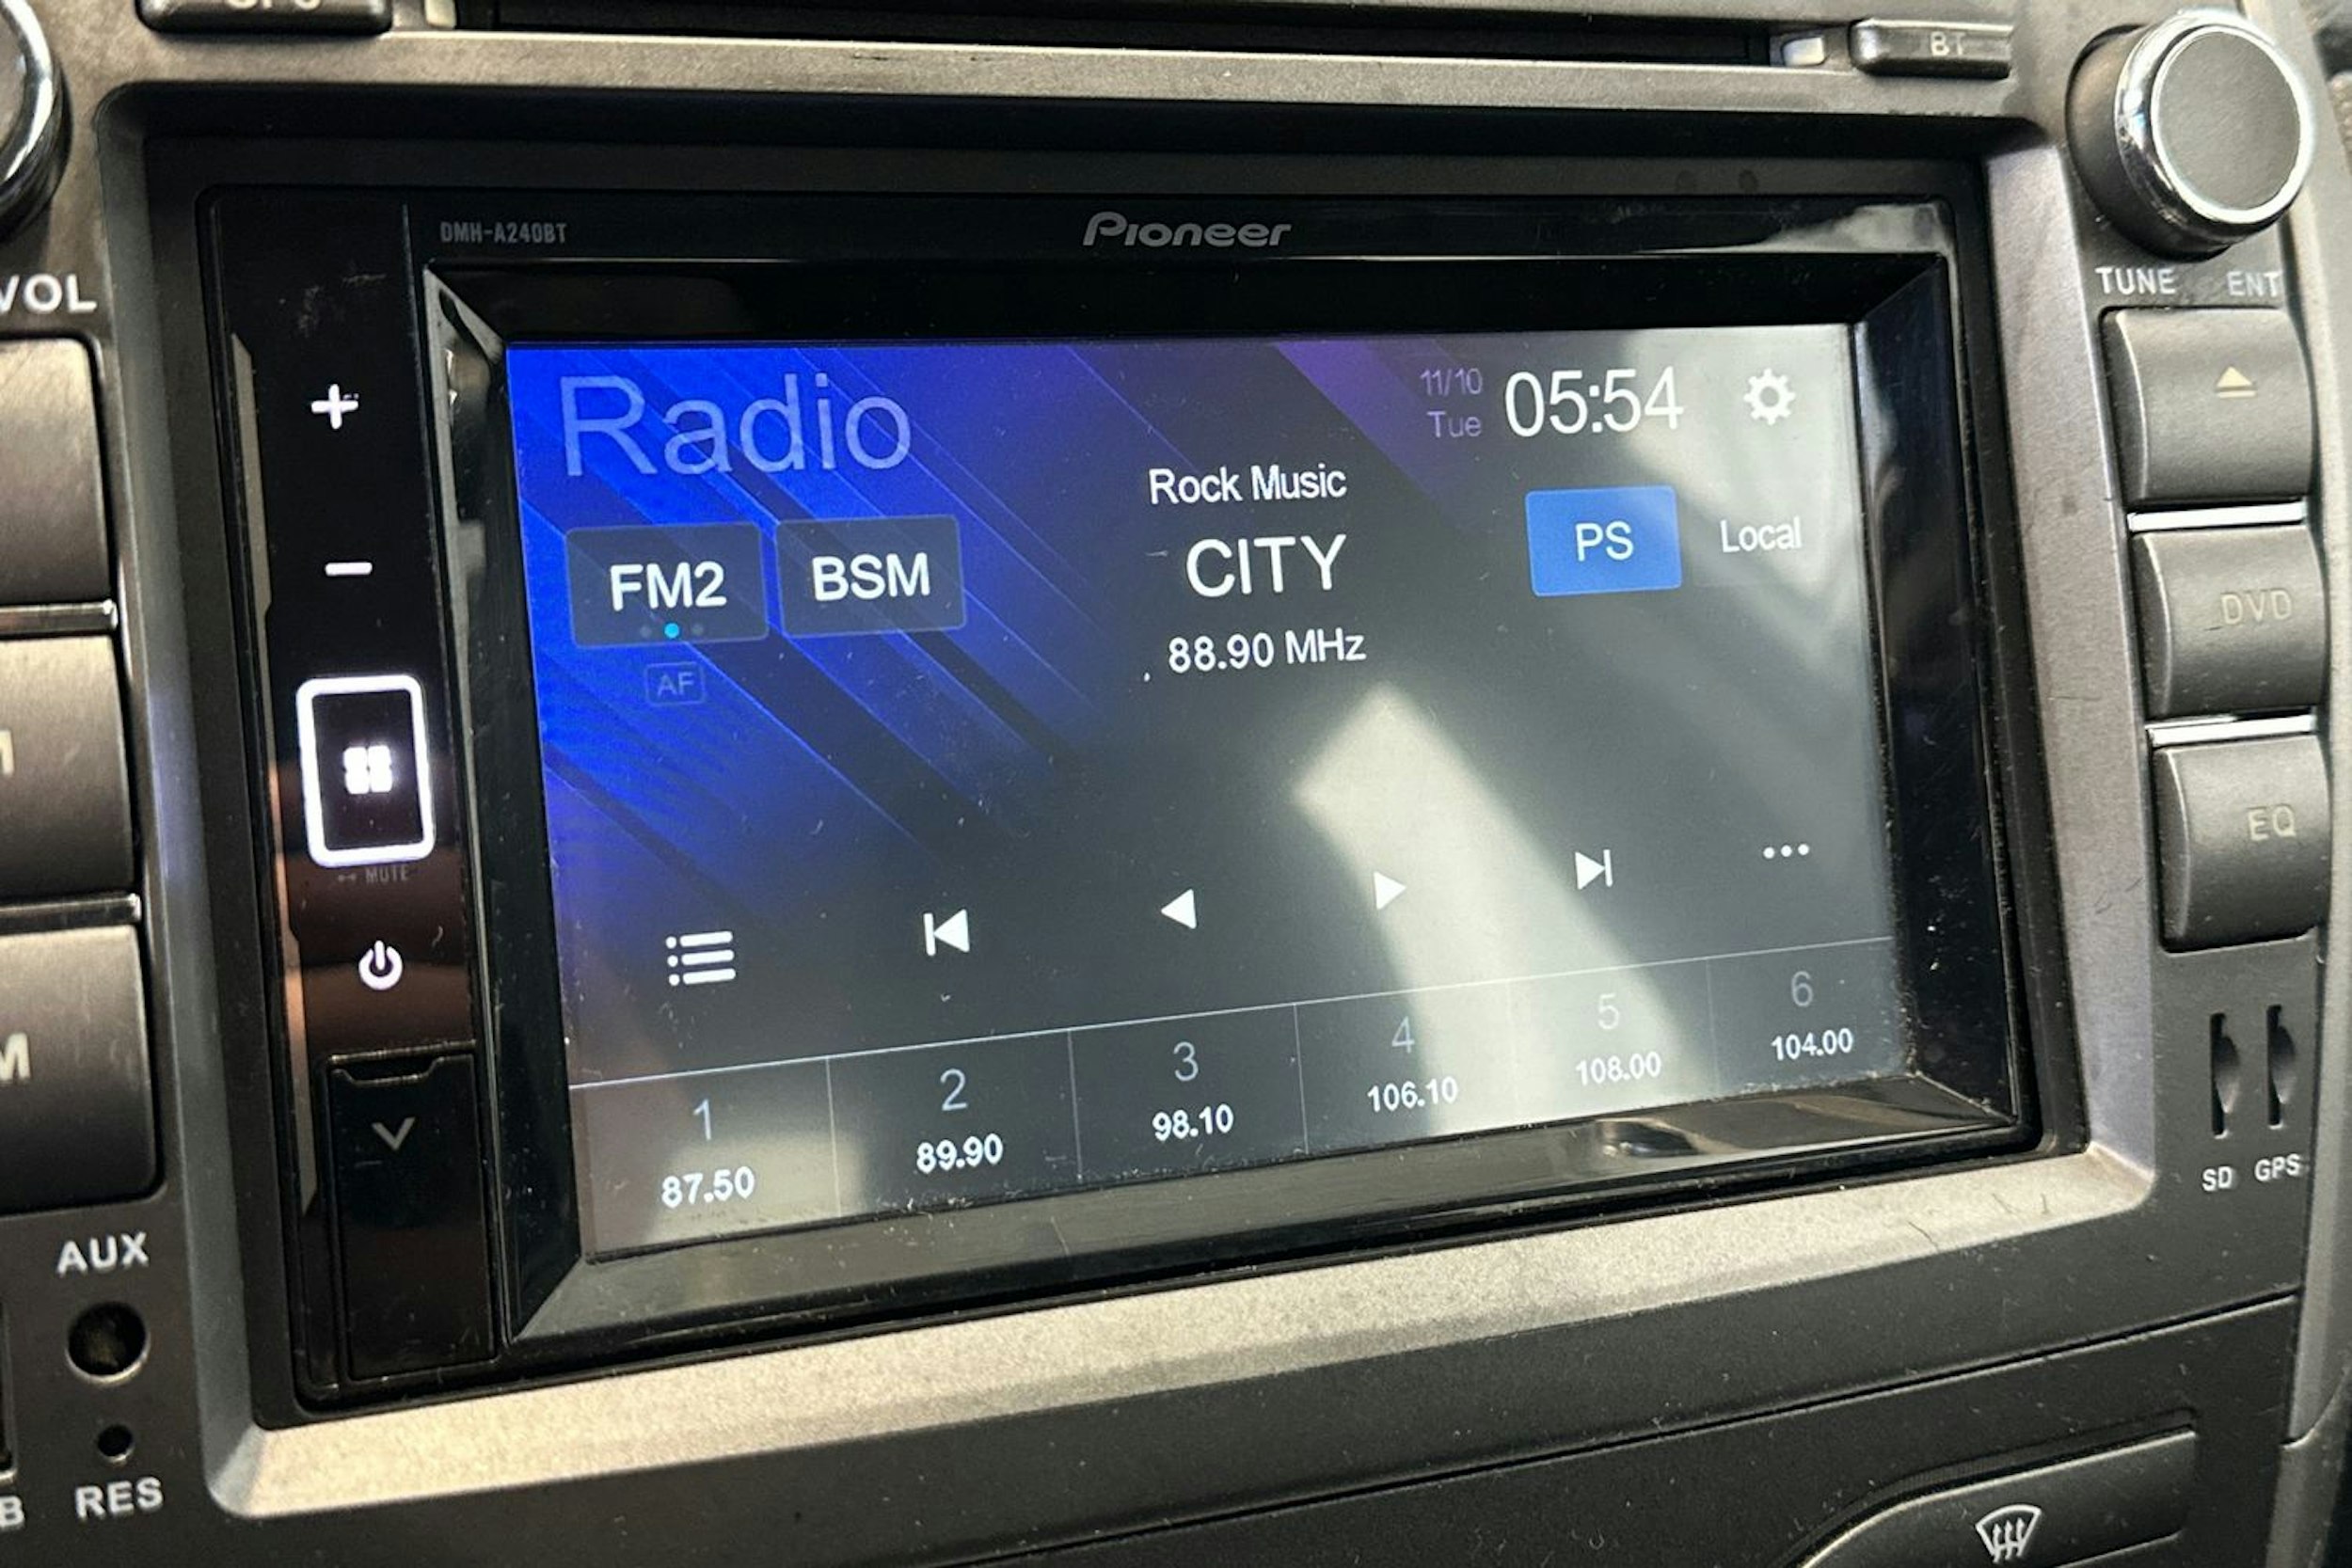 BT
VOL
TUNE ENT
DMH-A240BT
Pioneer
Radio
11/10
Tue
05:54
Rock Music
FM2
BSM
CITY
PS
Local
88.90 MHz
AF
DVD
EQ
MUTE
1
2
3
4
5
6
87.50
89.90
98.10
106.10
108.00
104.00
SD GPS
AUX
RES